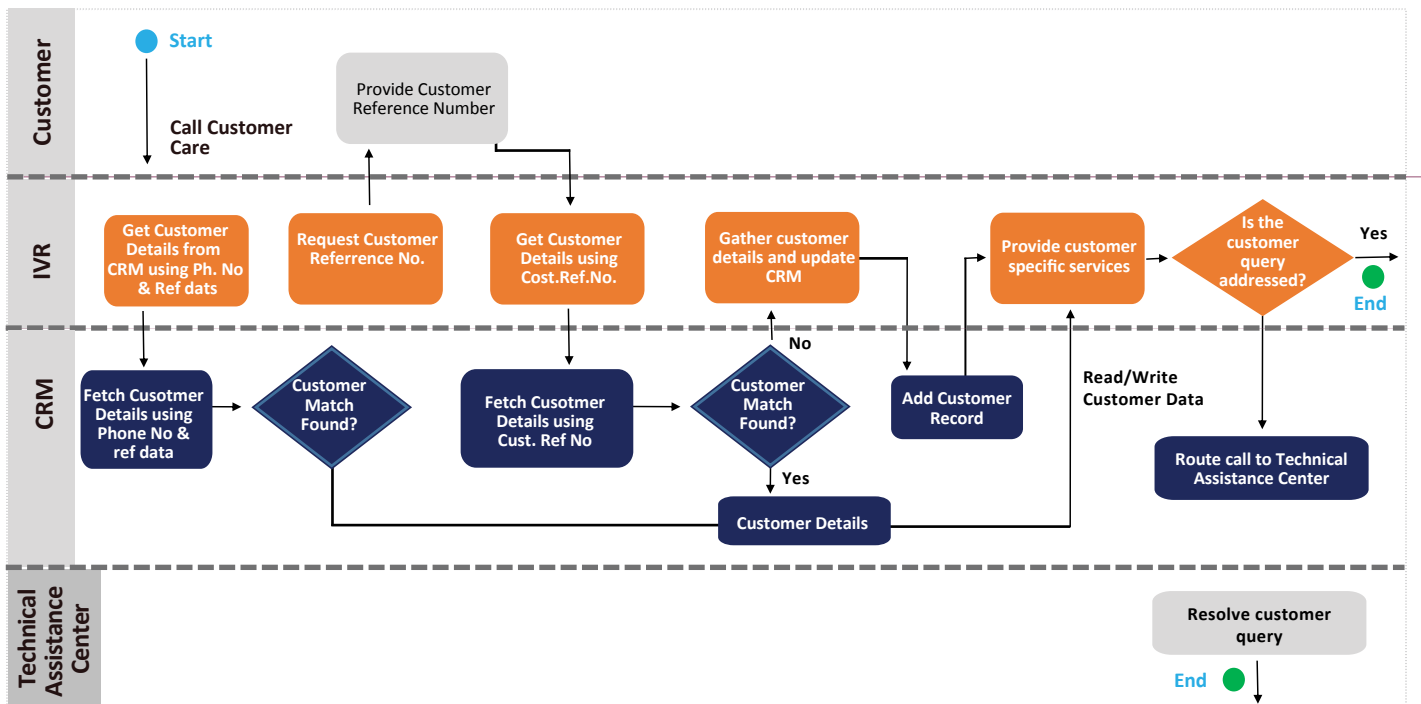 Customer
Start
Call Customer
Care
Provide Customer
Reference Number
IVR
Get Customer
Details from
CRM using Ph. No
& Ref dats
Request Customer
Referrence No.
Get Customer
Details using
Cost.Ref.No.
Gather customer
details and update
CRM
Provide customer
specific services
Is the
customer
query
addressed?
Yes
End
CRM
Fetch Cusotmer
Details using
Phone No &
ref data
Customer
Match
Found?
Fetch Cusotmer
Details using
Cust. Ref No
No
Customer
Match
Found?
Yes
Customer Details
Add Customer
Record
Read/Write
Customer Data
Route call to Technical
Assistance Center
Technical
Assistance
Center
Resolve customer
query
End